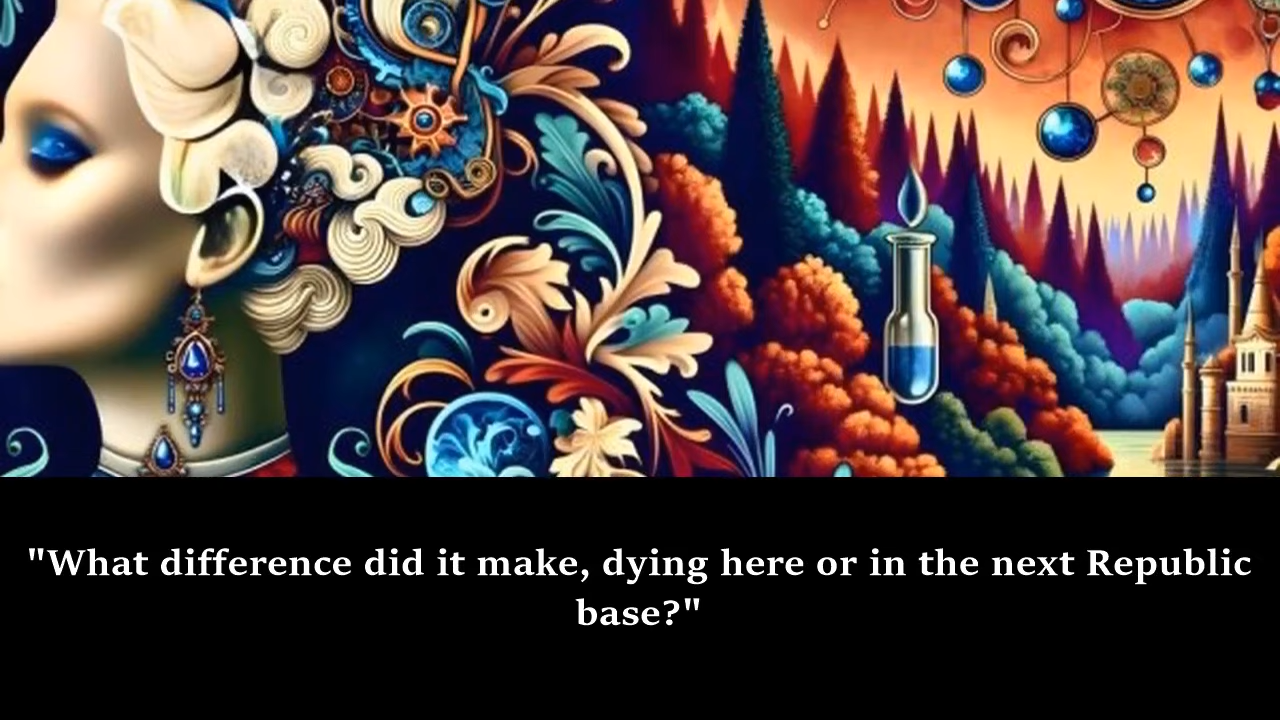 "What difference did it make, dying here or in the next Republic
base?"